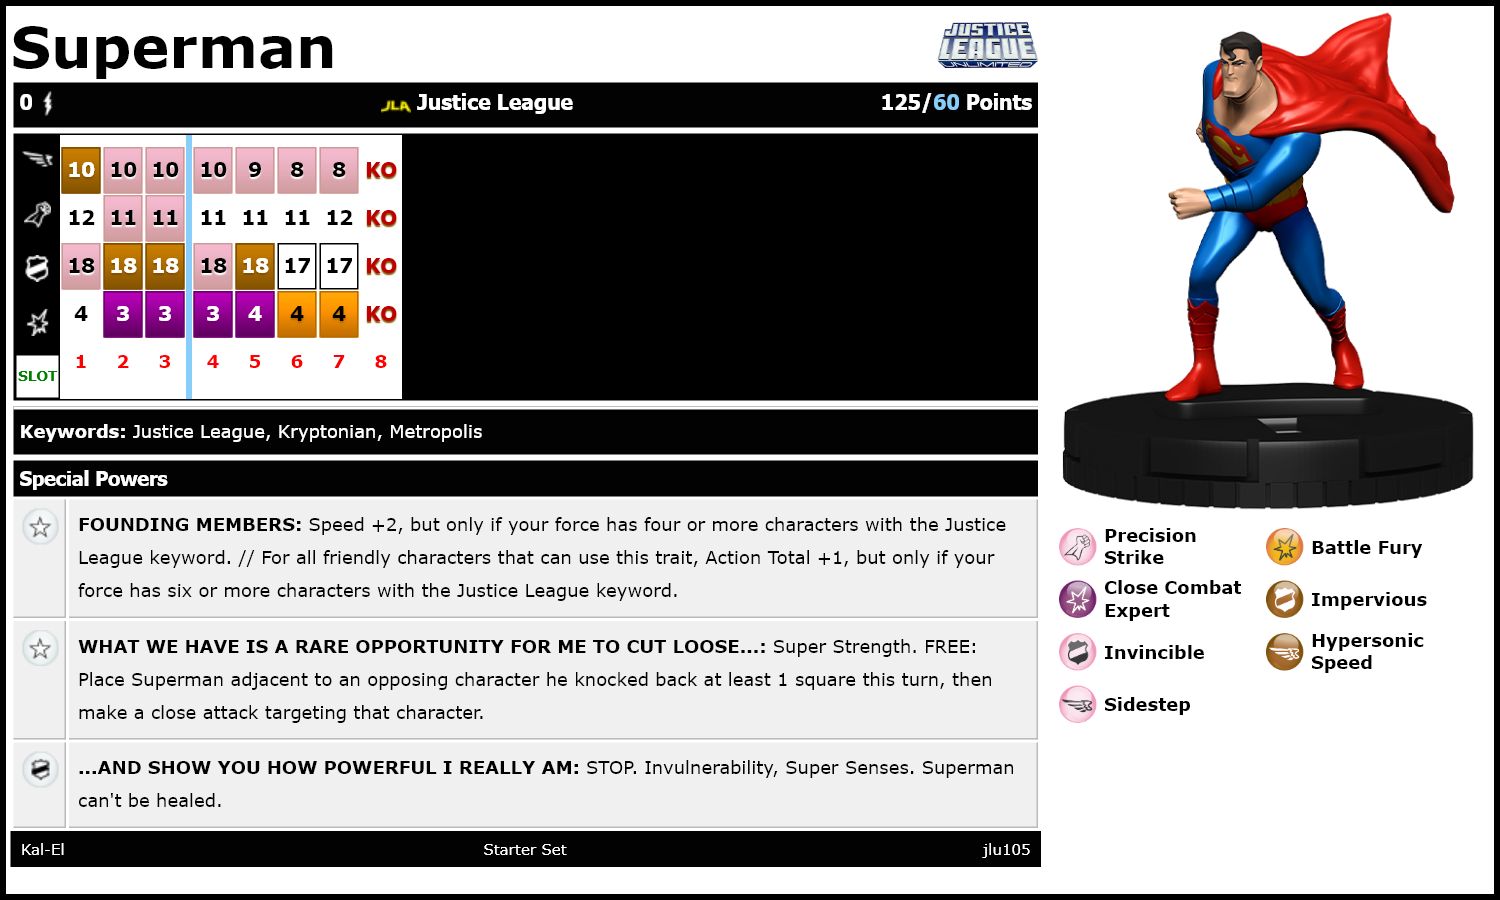 Superman
JUSTICE
LEAGUE
UNLIMITED
0 JLA Justice League 125/60 Points
10 10 10 10 9 8 8 KO
12 11 11 11 11 11 12 KO
18 18 18 18 18 17 17 KO
4 3 3 3 4 4 4 KO
SLOT 1 2 3 4 5 6 7 8
Keywords: Justice League, Kryptonian, Metropolis
Special Powers
FOUNDING MEMBERS: Speed +2, but only if your force has four or more characters with the Justice
League keyword. // For all friendly characters that can use this trait, Action Total +1, but only if your
force has six or more characters with the Justice League keyword.
WHAT WE HAVE IS A RARE OPPORTUNITY FOR ME TO CUT LOOSE...: Super Strength. FREE:
Place Superman adjacent to an opposing character he knocked back at least 1 square this turn, then
make a close attack targeting that character.
...AND SHOW YOU HOW POWERFUL I REALLY AM: STOP. Invulnerability, Super Senses. Superman
can't be healed.
Kal-El Starter Set jlu105
Precision
Strike
Battle Fury
Close Combat
Expert
Impervious
Invincible
Hypersonic
Speed
Sidestep